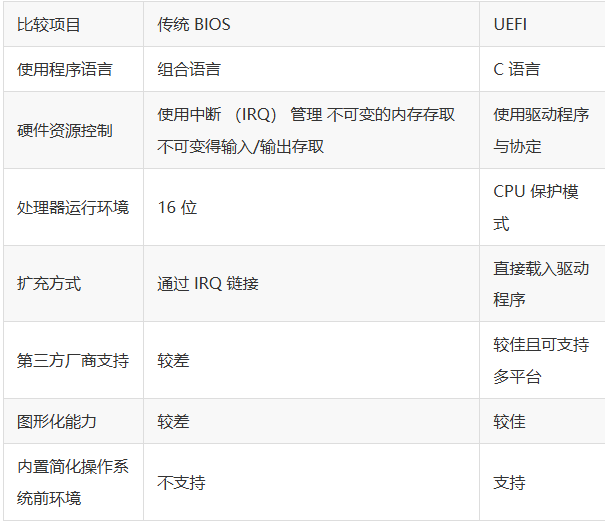 比较项目
传统 BIOS
UEFI
使用程序语言
组合语言
C 语言
硬件资源控制
使用中断 （IRQ） 管理 不可变的内存存取
不可变得输入/输出存取
使用驱动程序
与协定
处理器运行环境
16 位
CPU 保护模
式
扩充方式
通过 IRQ 链接
直接载入驱动
程序
第三方厂商支持
较差
较佳且可支持
多平台
图形化能力
较差
较佳
内置简化操作系
统前环境
不支持
支持